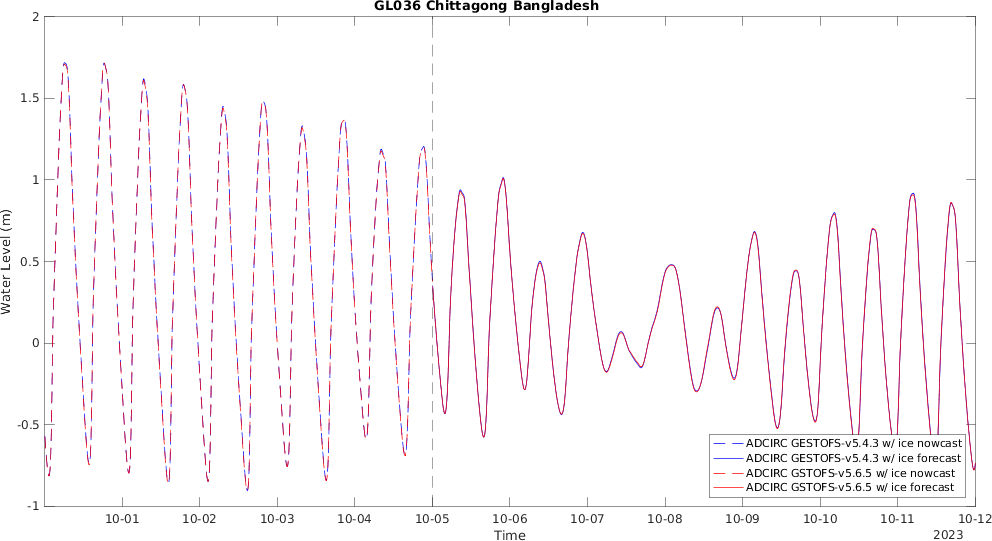 GL036 Chittagong Bangladesh
2
1.5
1
0.5
0
-0.5
-1
Water Level (m)
10-01 10-02 10-03 10-04 10-05 10-06 10-07 10-08 10-09 10-10 10-11 10-12
2023
Time
ADCIRC GESTOFS-v5.4.3 w/ ice nowcast
ADCIRC GESTOFS-v5.4.3 w/ ice forecast
ADCIRC GSTOFS-v5.6.5 w/ ice nowcast
ADCIRC GSTOFS-v5.6.5 w/ ice forecast